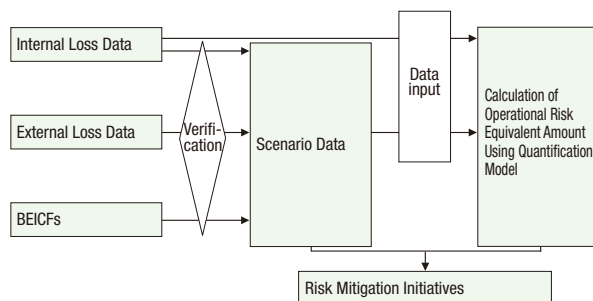 Internal Loss Data
External Loss Data
BEICFs
Verifi-
cation
Scenario Data
Data
input
Calculation of
Operational Risk
Equivalent Amount
Using Quantification
Model
Risk Mitigation Initiatives